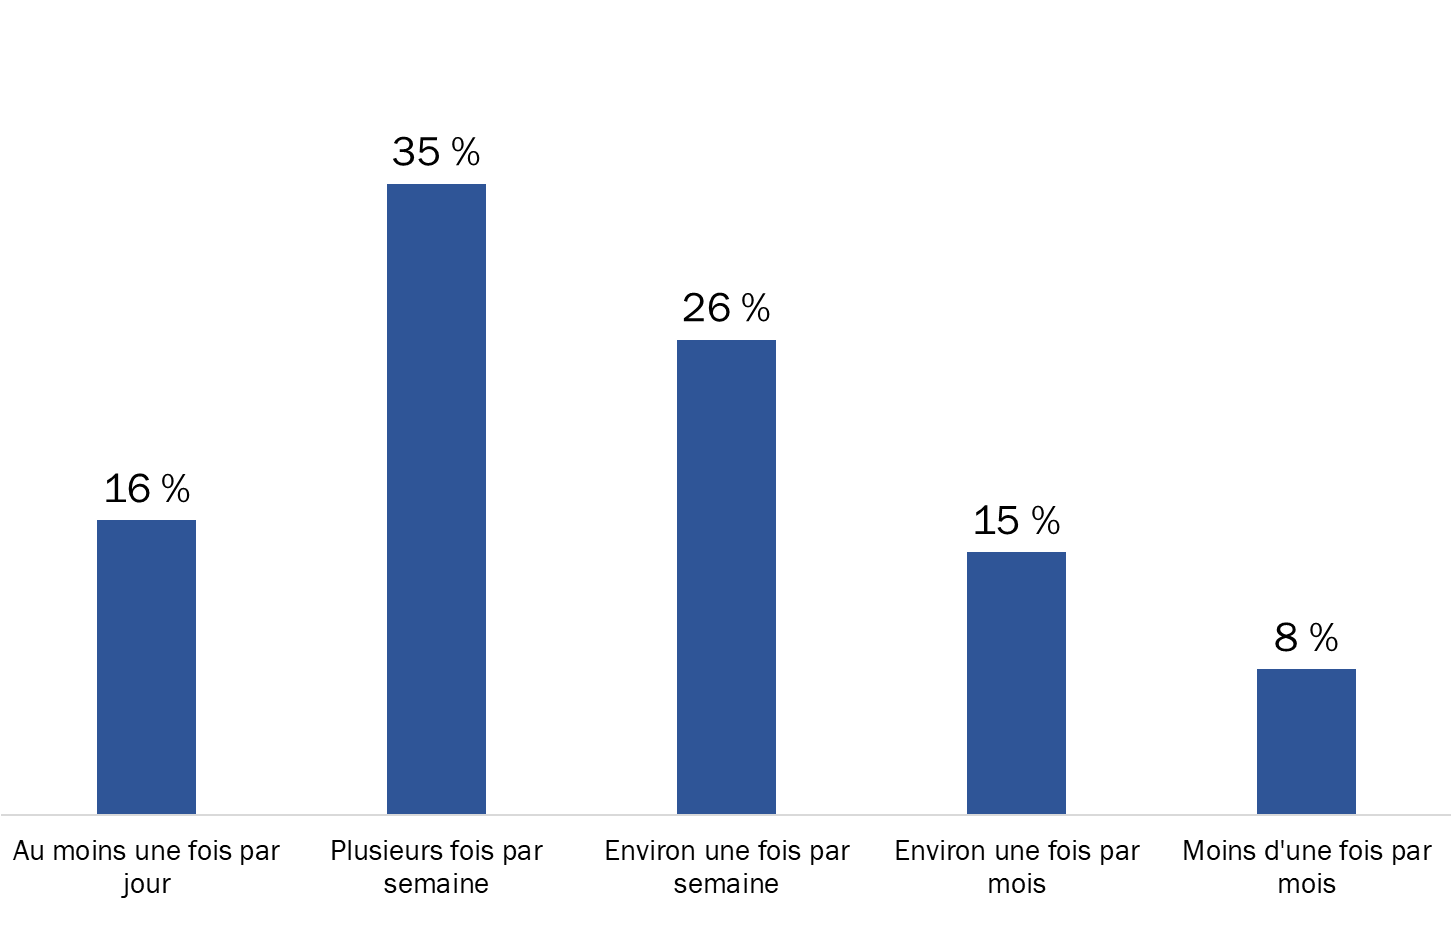 35 %
26 %
16 %
15 %
8 %
Au moins une fois par
jour
Plusieurs fois par
semaine
Environ une fois par
semaine
Environ une fois par
mois
Moins d'une fois par
mois